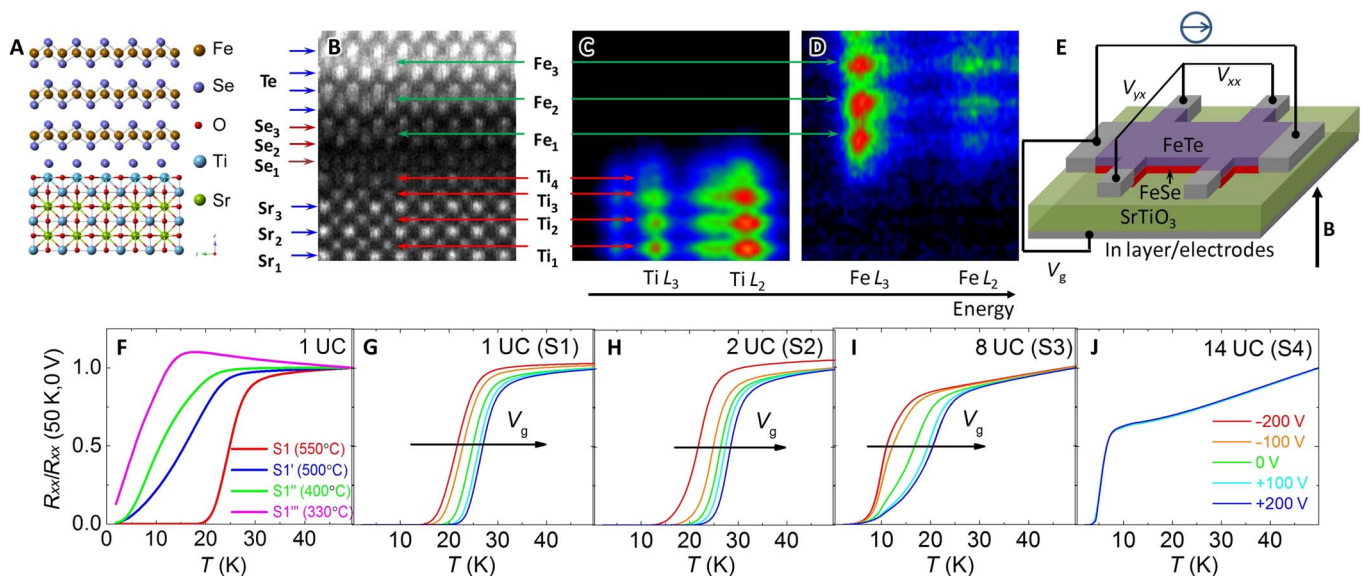 A
Fe
Se
O
Ti
Sr
B
Te
Se3
Se2
Se1
Sr3
Sr2
Sr1
Fe3
Fe2
Fe1
Ti4
Ti3
Ti2
Ti1
C
Ti L3
Ti L2
D
Fe L3
Fe L2
Energy
E
Vyx
Vxx
FeTe
FeSe
SrTiO3
In layer/electrodes
Vg
B
Rxx/Rxx (50 K,0 V)
1.0
0.5
0.0
F
1 UC
S1 (550°C)
S1' (500°C)
S1'' (400°C)
S1''' (330°C)
0 10 20 30 40
T (K)
G
1 UC (S1)
Vg
10 20 30 40
T (K)
H
2 UC (S2)
Vg
10 20 30 40
T (K)
I
8 UC (S3)
Vg
10 20 30 40
T (K)
J
14 UC (S4)
−200 V
−100 V
0 V
+100 V
+200 V
10 20 30 40
T (K)